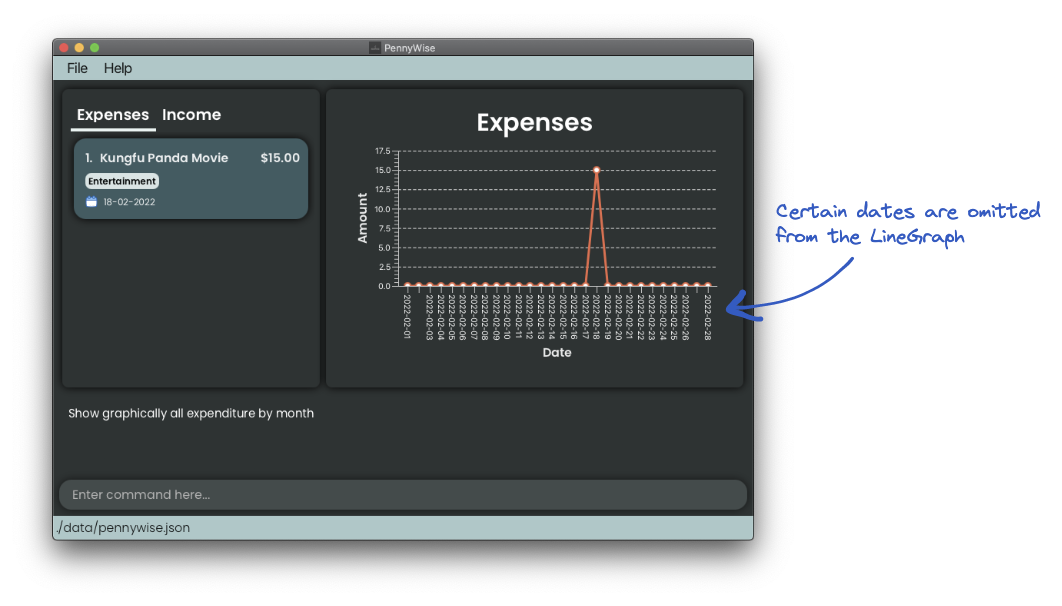 PennyWise
File Help
Expenses Income
1. Kungfu Panda Movie $15.00
Entertainment
18-02-2022
Expenses
17.5
15.0
12.5
10.0
7.5
5.0
2.5
0.0
Amount
2022-02-01
2022-02-03
2022-02-04
2022-02-05
2022-02-06
2022-02-07
2022-02-08
2022-02-09
2022-02-10
2022-02-11
2022-02-12
2022-02-13
2022-02-14
2022-02-15
2022-02-16
2022-02-17
2022-02-18
2022-02-19
2022-02-20
2022-02-21
2022-02-22
2022-02-23
2022-02-24
2022-02-25
2022-02-26
2022-02-28
Date
Certain dates are omitted
from the LineGraph
Show graphically all expenditure by month
Enter command here...
./data/pennywise.json